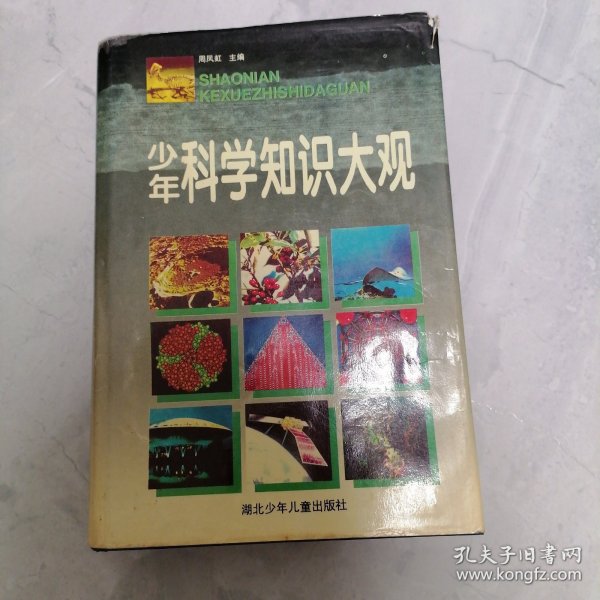 周凤虹 主编
SHAONIAN
KEXUEZHISHIDAGUAN
少年科学知识大观
湖北少年儿童出版社
孔夫子旧书网
www.kongfz.com